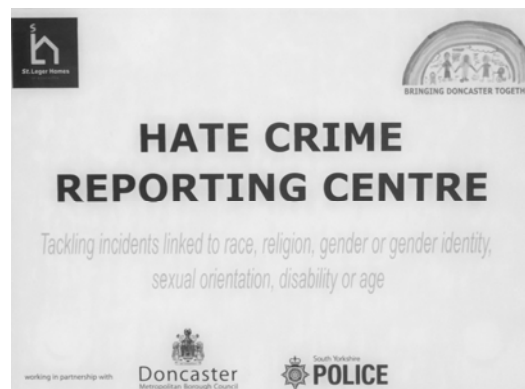 St.Leger Homes
BRINGING DONCASTER TOGETH
HATE CRIME
REPORTING CENTRE
Tackling incidents linked to race, religion, gender or gender identity,
sexual orientation, disability or age
working in partnership with
Doncaster
Metropolitan Borough Council
South Yorkshire
POLICE